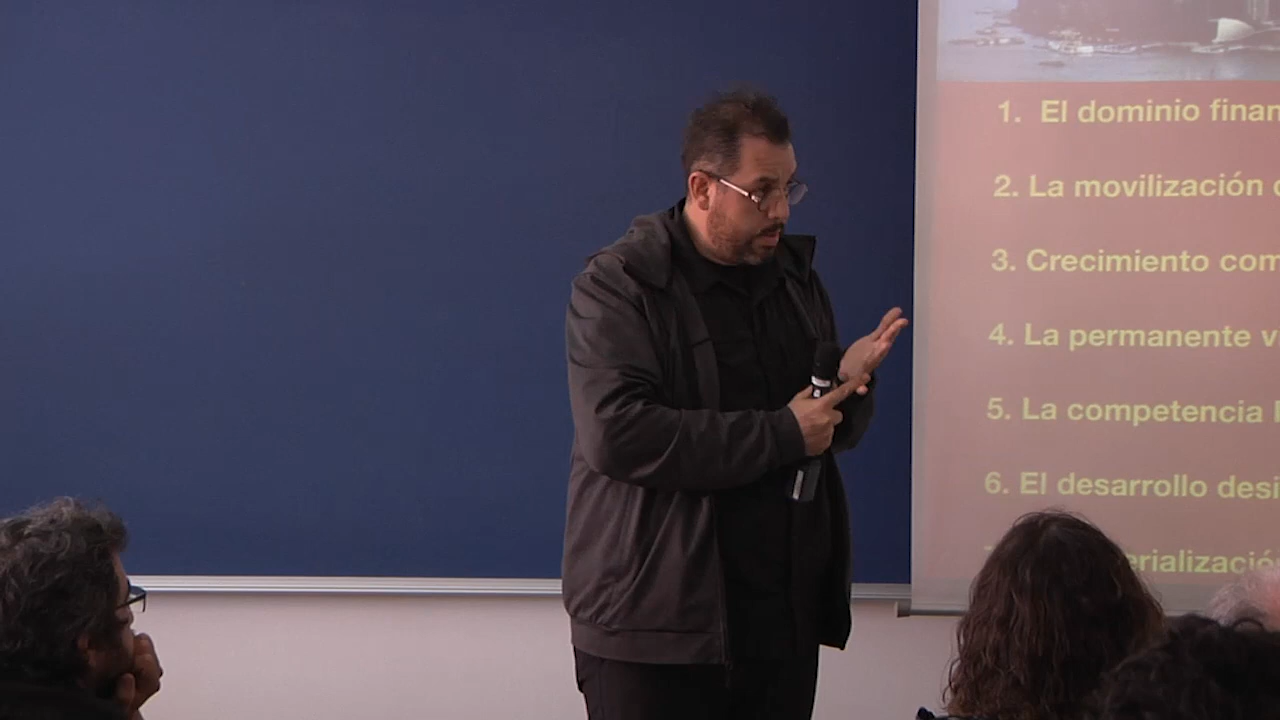 1. El dominio finan
2. La movilización
3. Crecimiento com
4. La permanente v
5. La competencia
6. El desarrollo desi
erializació